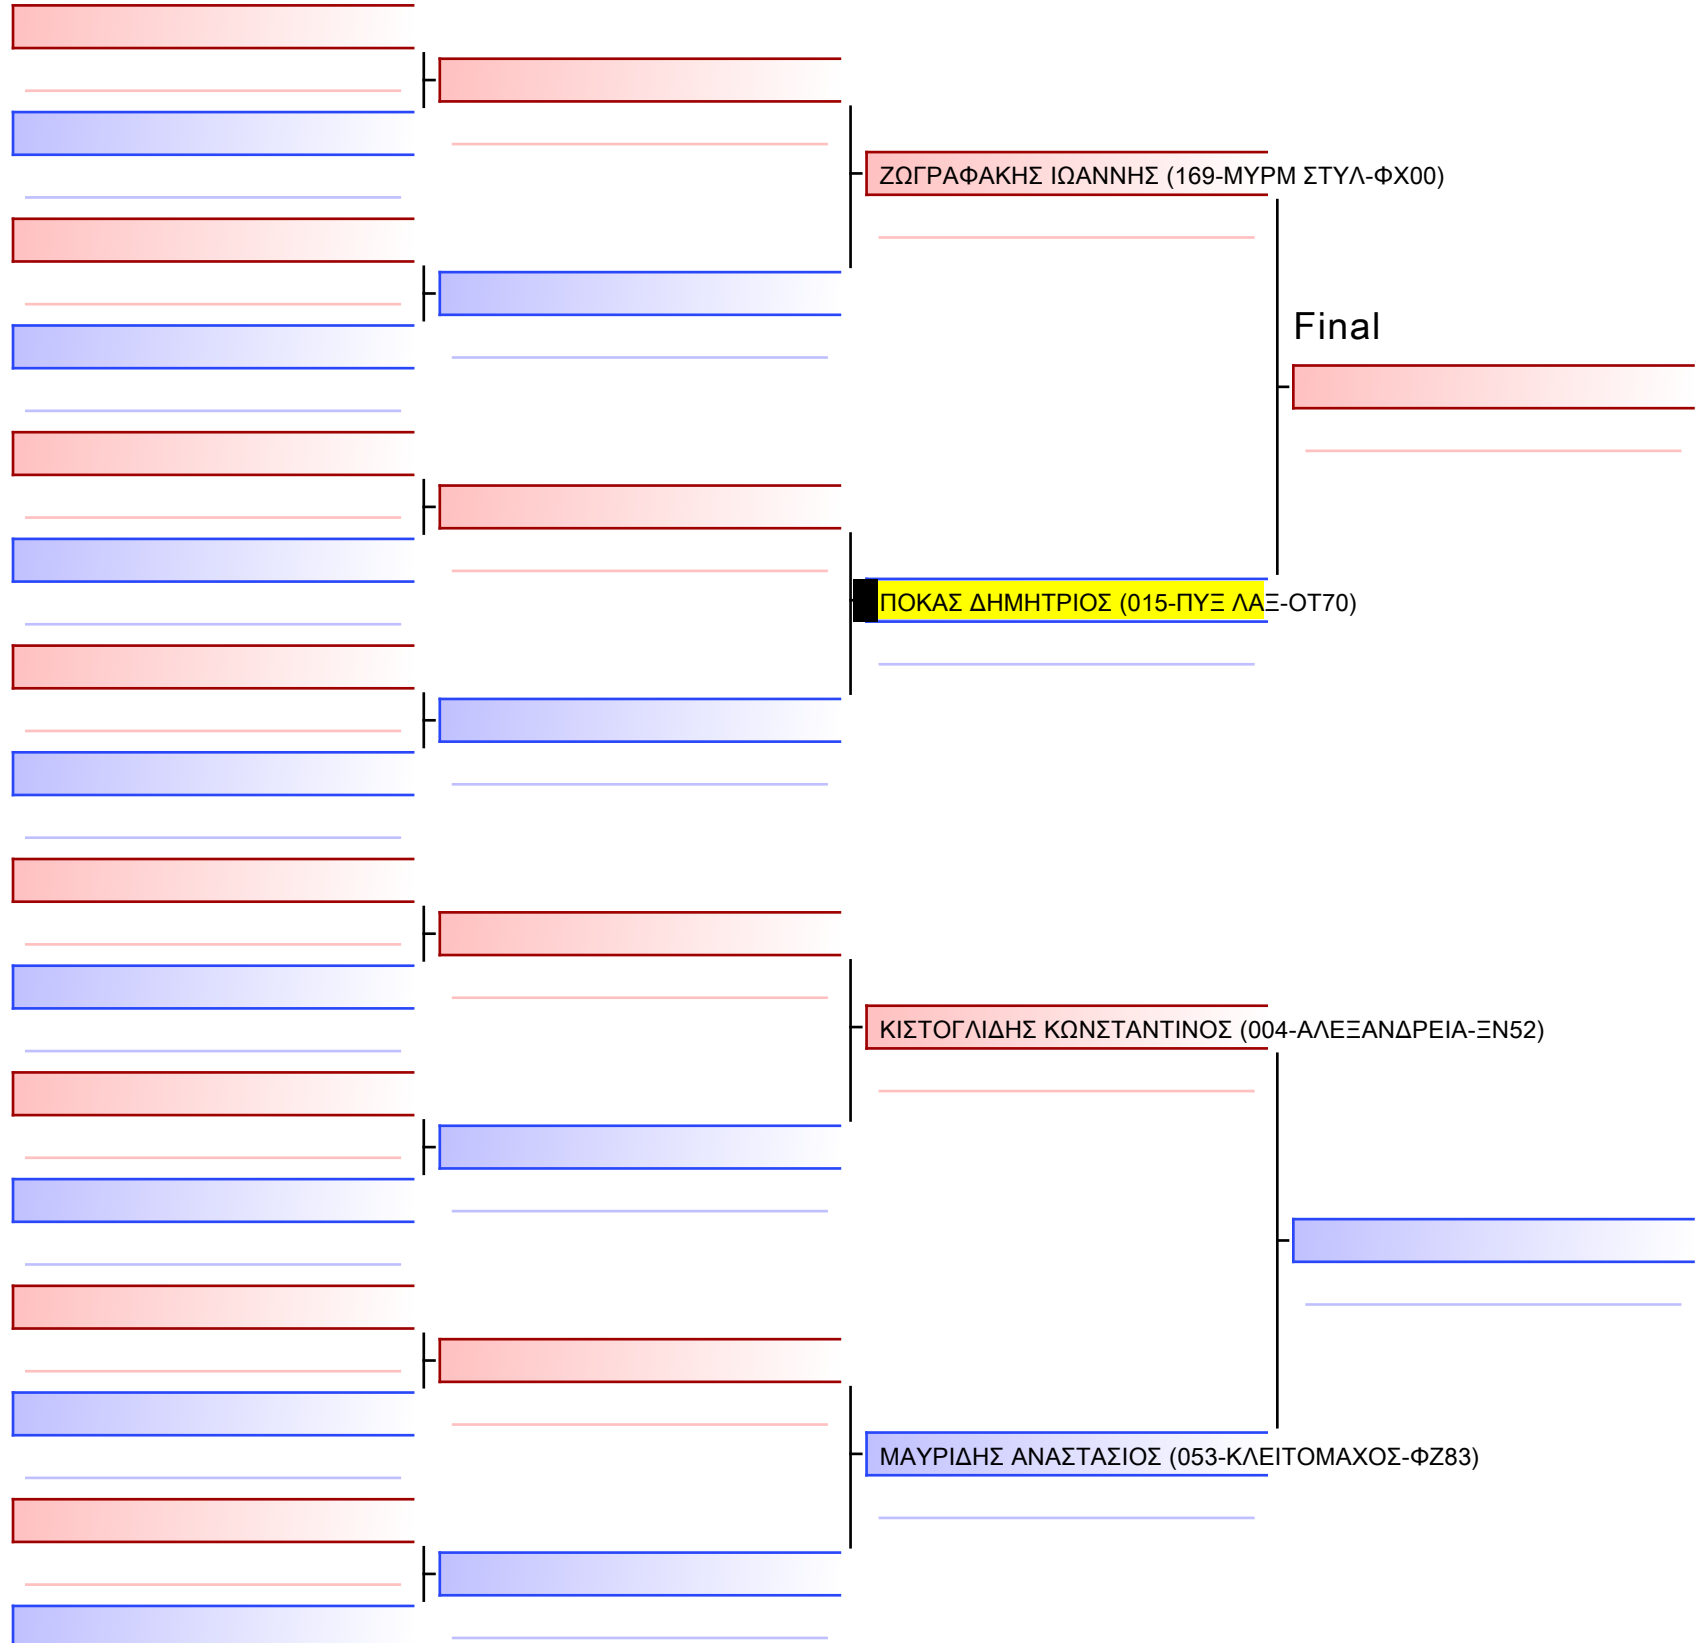 ΖΩΓΡΑΦΑΚΗΣ ΙΩΑΝΝΗΣ (169-ΜΥΡΜ ΣΤΥΛ-ΦΧ00)
Final
ΠΟΚΑΣ ΔΗΜΗΤΡΙΟΣ (015-ΠΥΞ ΛΑΞ-ΟΤ70)
ΚΙΣΤΟΓΛΙΔΗΣ ΚΩΝΣΤΑΝΤΙΝΟΣ (004-ΑΛΕΞΑΝΔΡΕΙΑ-ΞΝ52)
ΜΑΥΡΙΔΗΣ ΑΝΑΣΤΑΣΙΟΣ (053-ΚΛΕΙΤΟΜΑΧΟΣ-ΦΖ83)